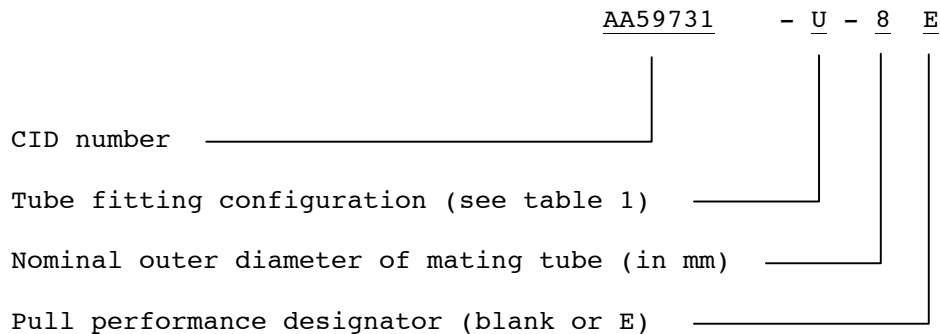 AA59731 - U - 8 E
CID number
Tube fitting configuration (see table 1)
Nominal outer diameter of mating tube (in mm)
Pull performance designator (blank or E)